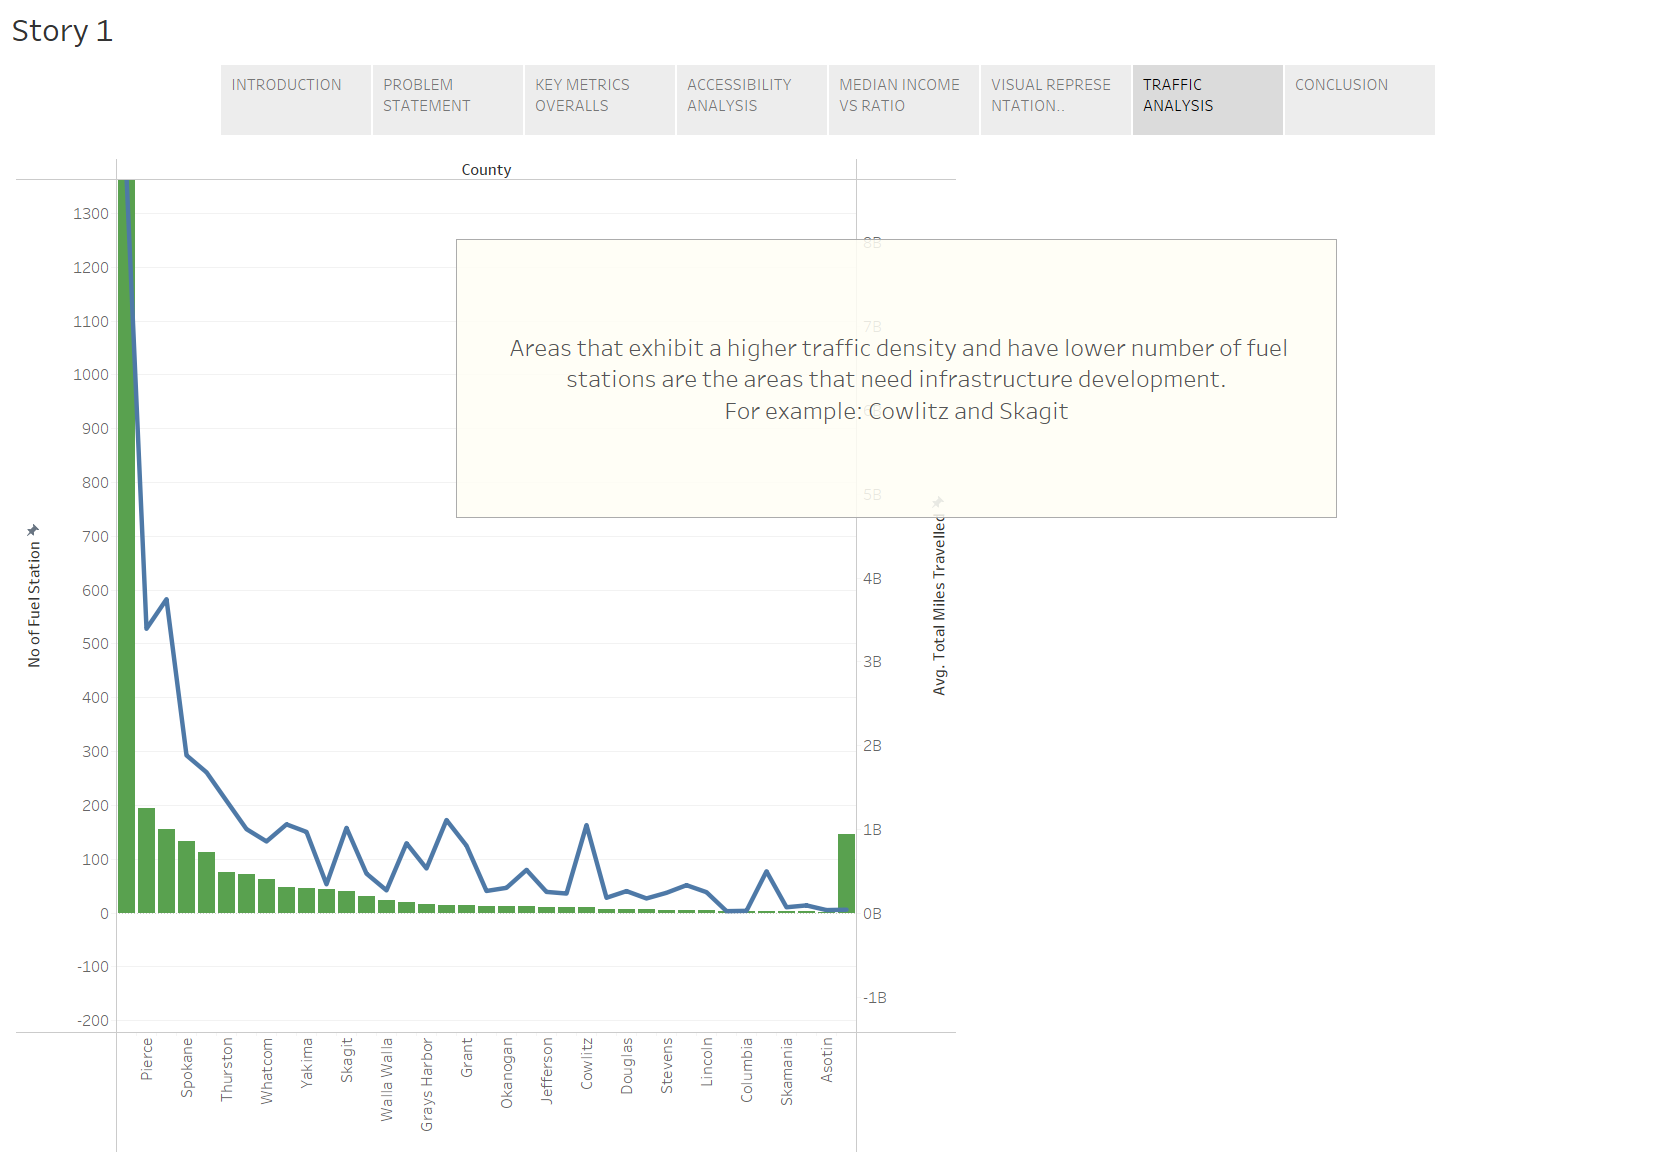 Story 1
INTRODUCTION
PROBLEM
STATEMENT
KEY METRICS
OVERALLS
ACCESSIBILITY
ANALYSIS
MEDIAN INCOME
VS RATIO
VISUAL REPRESE
NTATION..
TRAFFIC
ANALYSIS
CONCLUSION
County
1300
1200
1100
1000
900
800
700
600
500
400
300
200
100
0
-100
-200
No of Fuel Station
Areas that exhibit a higher traffic density and have lower number of fuel
stations are the areas that need infrastructure development.
For example: Cowlitz and Skagit
8B
7B
5B
4B
3B
2B
1B
0B
-1B
Avg. Total Miles Travelled
Pierce
Spokane
Thurston
Whatcom
Yakima
Skagit
Walla Walla
Grays Harbor
Grant
Okanogan
Jefferson
Cowlitz
Douglas
Stevens
Lincoln
Columbia
Skamania
Asotin